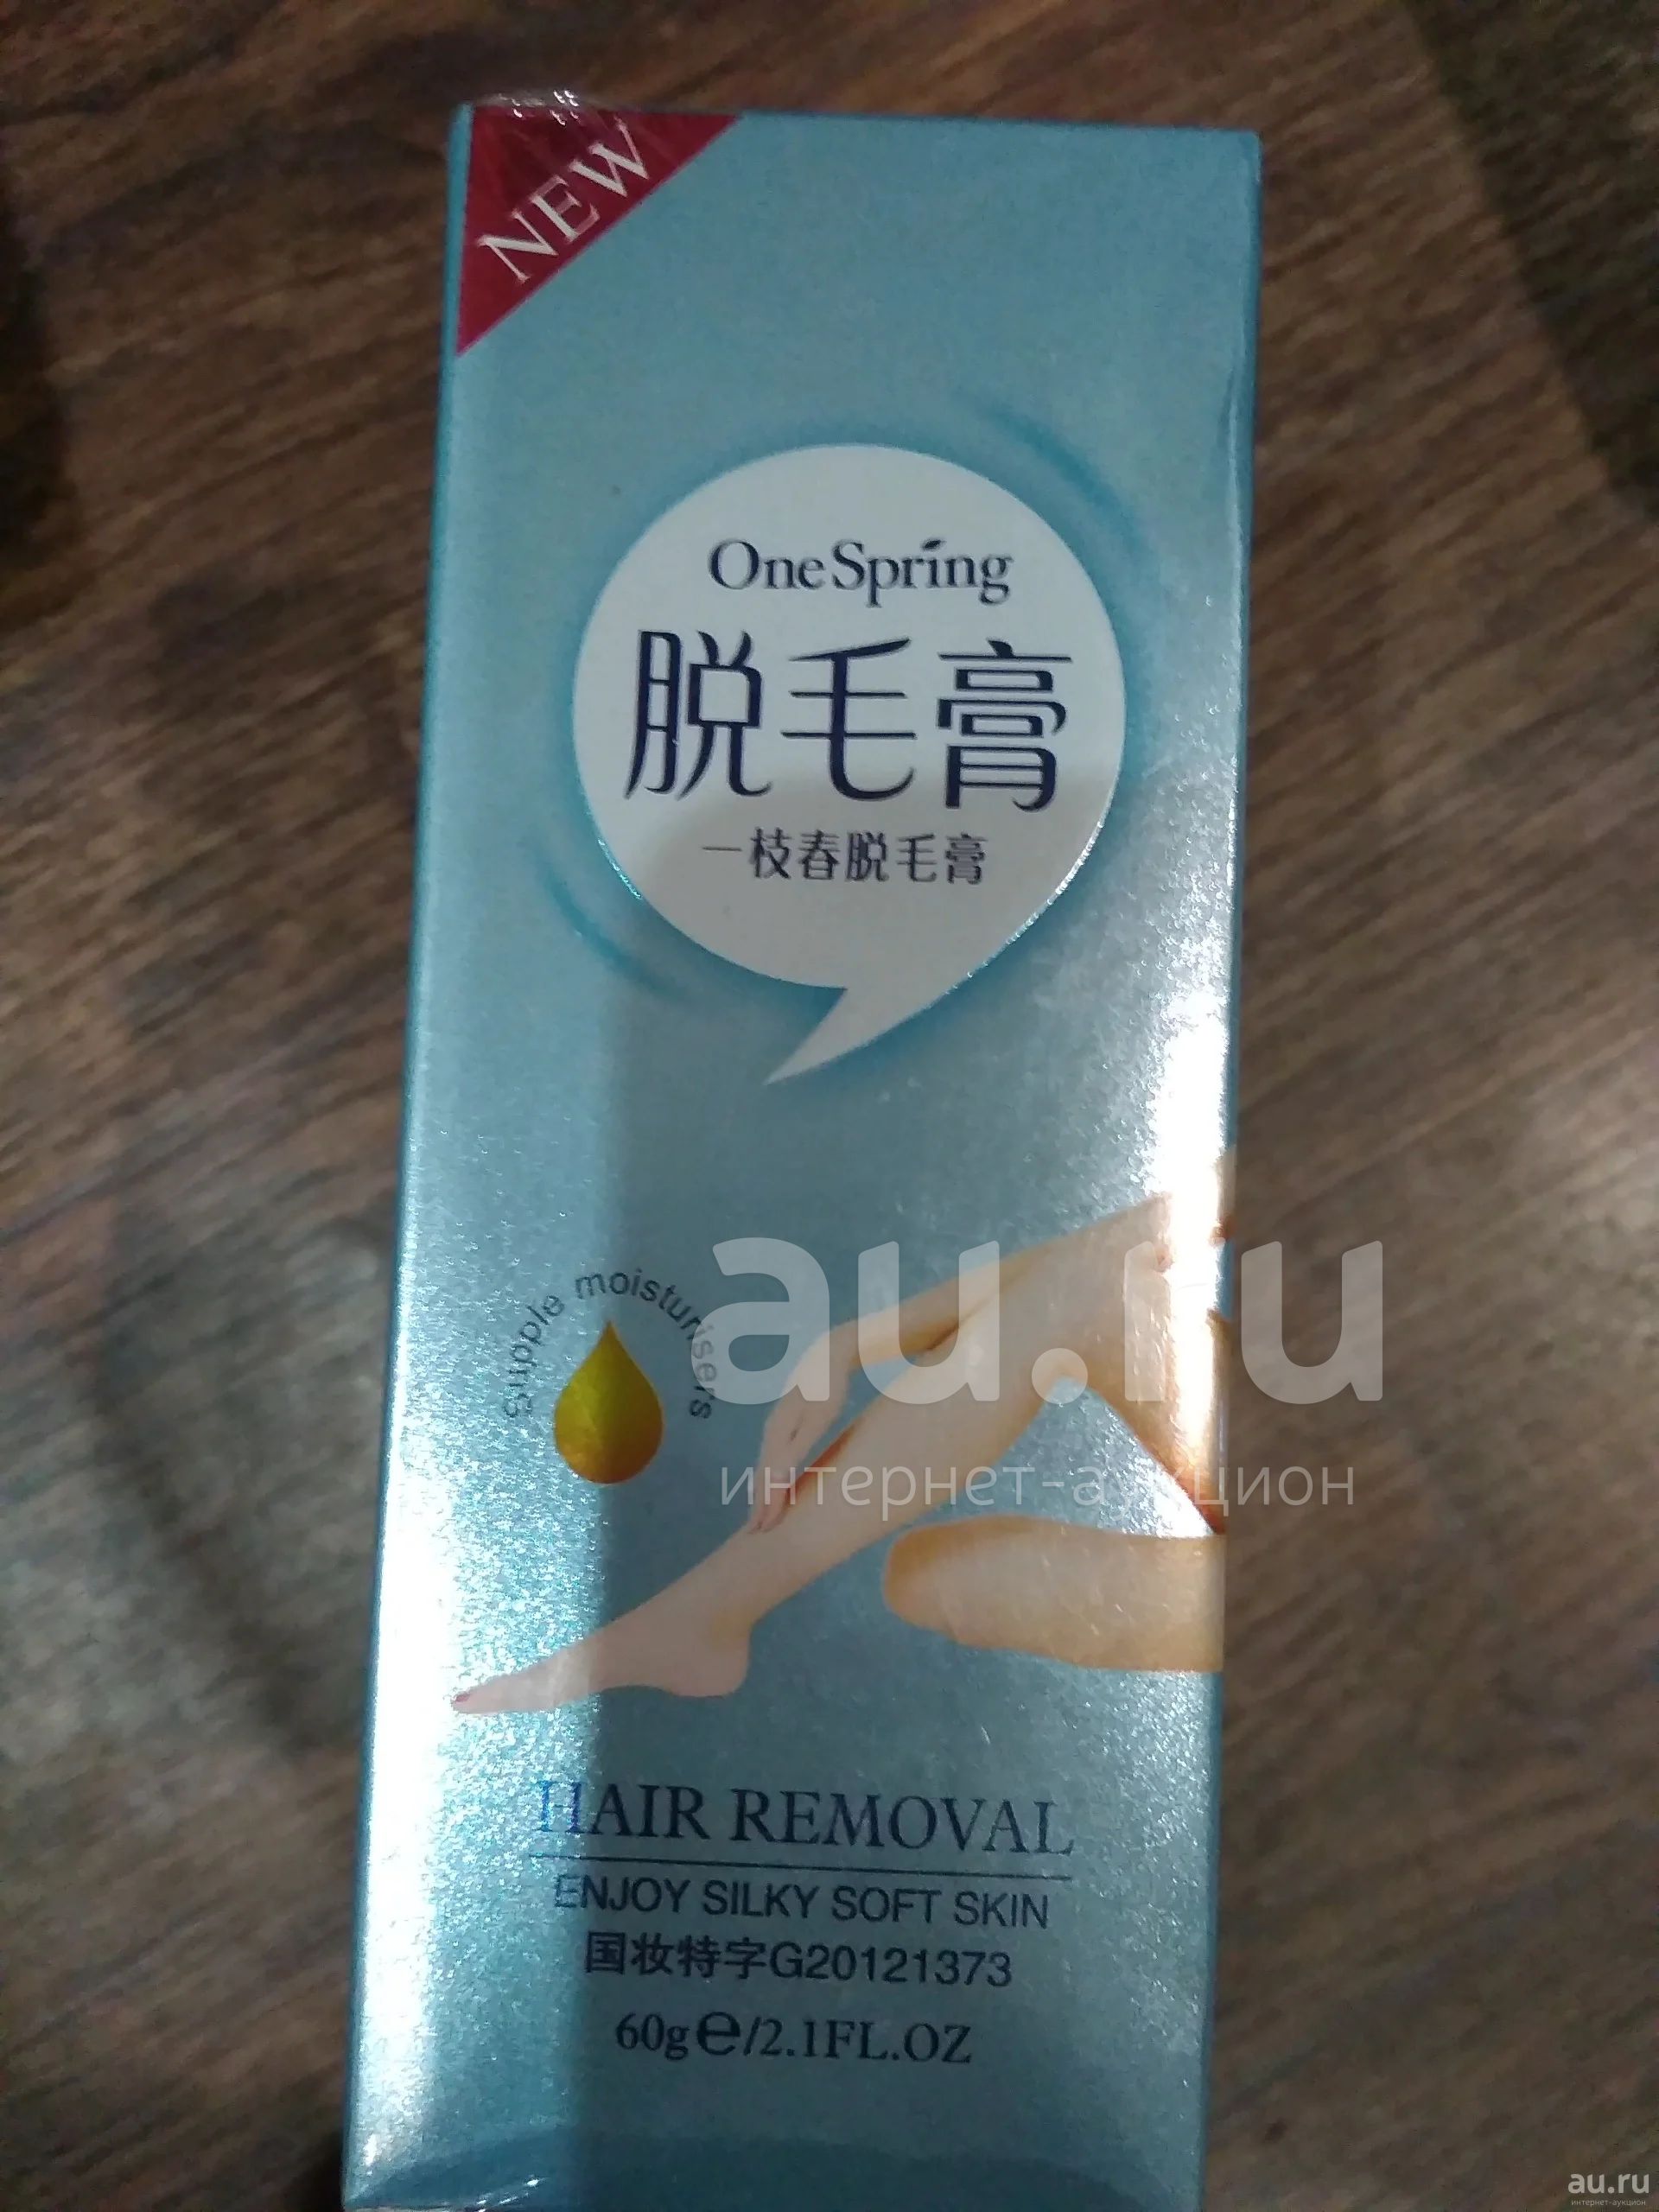 NEW
OneSpring
脱毛膏
一枝春脱毛膏
supple moisturisers
au.ru
интернет-аукцион
HAIR REMOVAL
ENJOY SILKY SOFT SKIN
国妆特字G20121373
60g℮/2.1FL.OZ
au.ru
интернет-аукцион